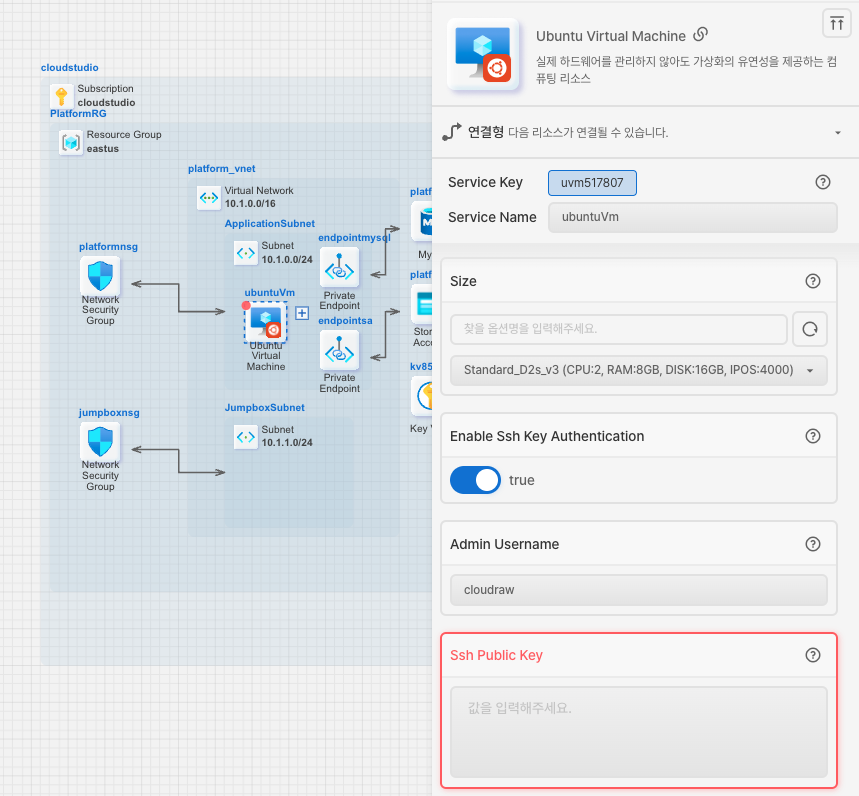 cloudstudio
Subscription
cloudstudio
PlatformRG
Resource Group
eastus
platform_vnet
Virtual Network
10.1.0.0/16
ApplicationSubnet
Subnet
10.1.0.0/24
platformnsg
Network
Security
Group
endpointmysql
Private
Endpoint
ubuntuVm
Ubuntu
Virtual
Machine
endpointsa
Private
Endpoint
jumpboxnsg
Network
Security
Group
JumpboxSubnet
Subnet
10.1.1.0/24
platf
My
platf
Stor
Acco
kv85
Key V
Ubuntu Virtual Machine
실제 하드웨어를 관리하지 않아도 가상화의 유연성을 제공하는 컴
퓨팅 리소스
연결형 다음 리소스가 연결될 수 있습니다.
Service Key
uvm517807
Service Name
ubuntuVm
Size
찾을 옵션명을 입력해주세요.
Standard_D2s_v3 (CPU:2, RAM:8GB, DISK:16GB, IPOS:4000)
Enable Ssh Key Authentication
true
Admin Username
cloudraw
Ssh Public Key
값을 입력해주세요.